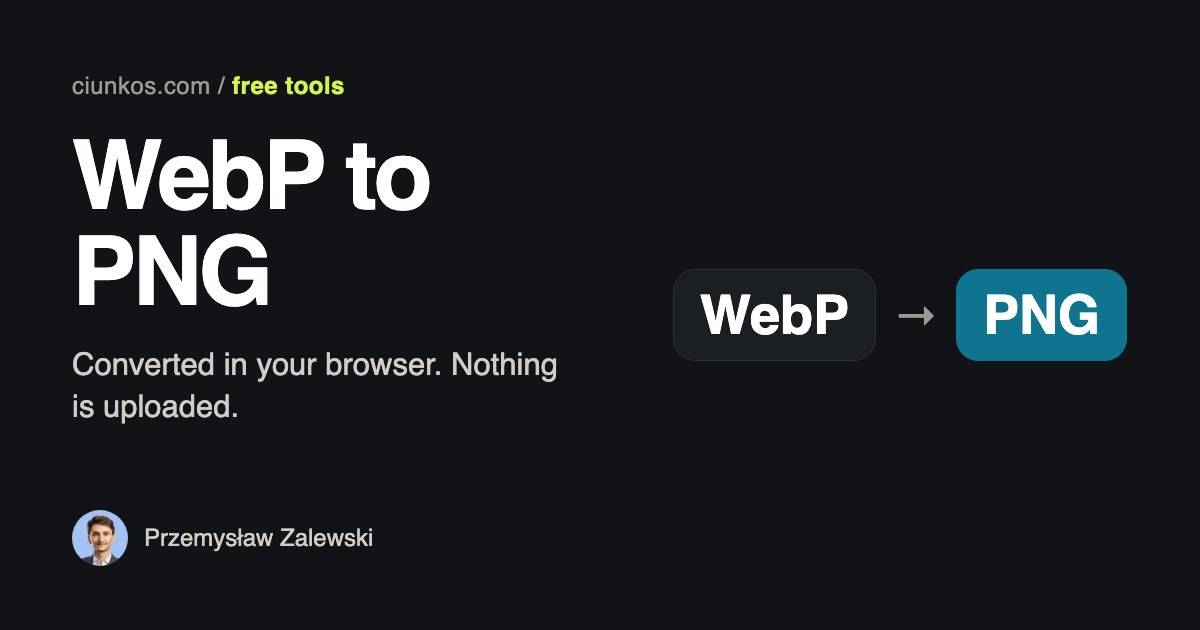 ciunkos.com / free tools
WebP to
PNG
Converted in your browser. Nothing
is uploaded.
WebP → PNG
Przemysław Zalewski